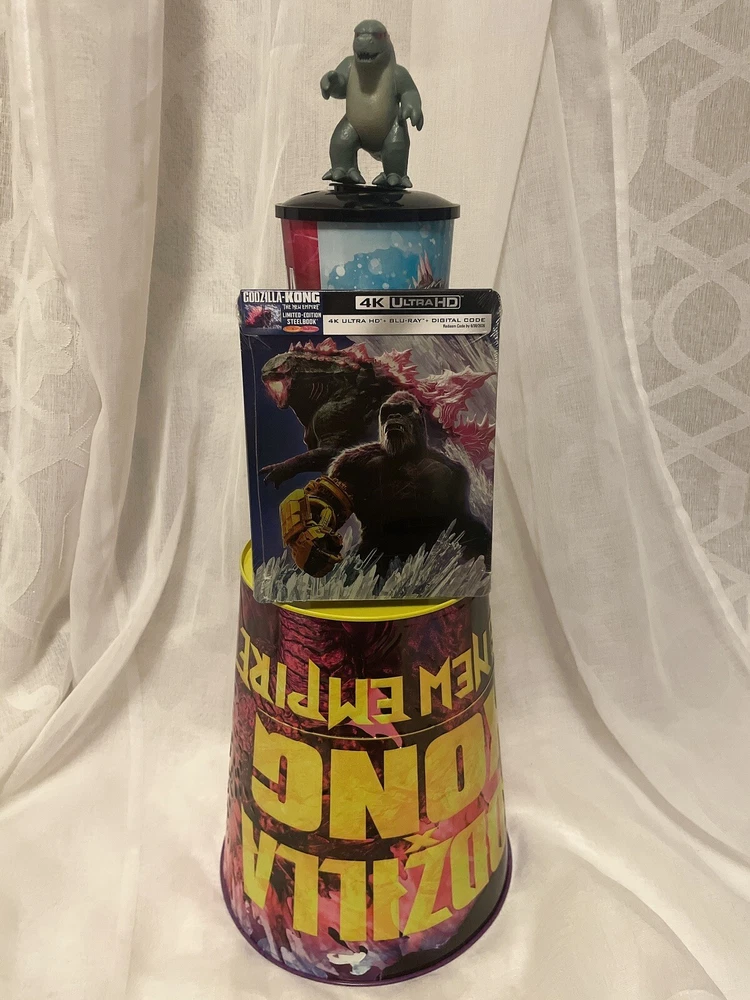 GODZILLA-KONG
THE NEW EMPIRE
LIMITED-EDITION
STEELBOOK
4K ULTRA HD
4K ULTRA HD + BLU-RAY + DIGITAL CODE
NEW EMPIRE
KONG
ODZILLA